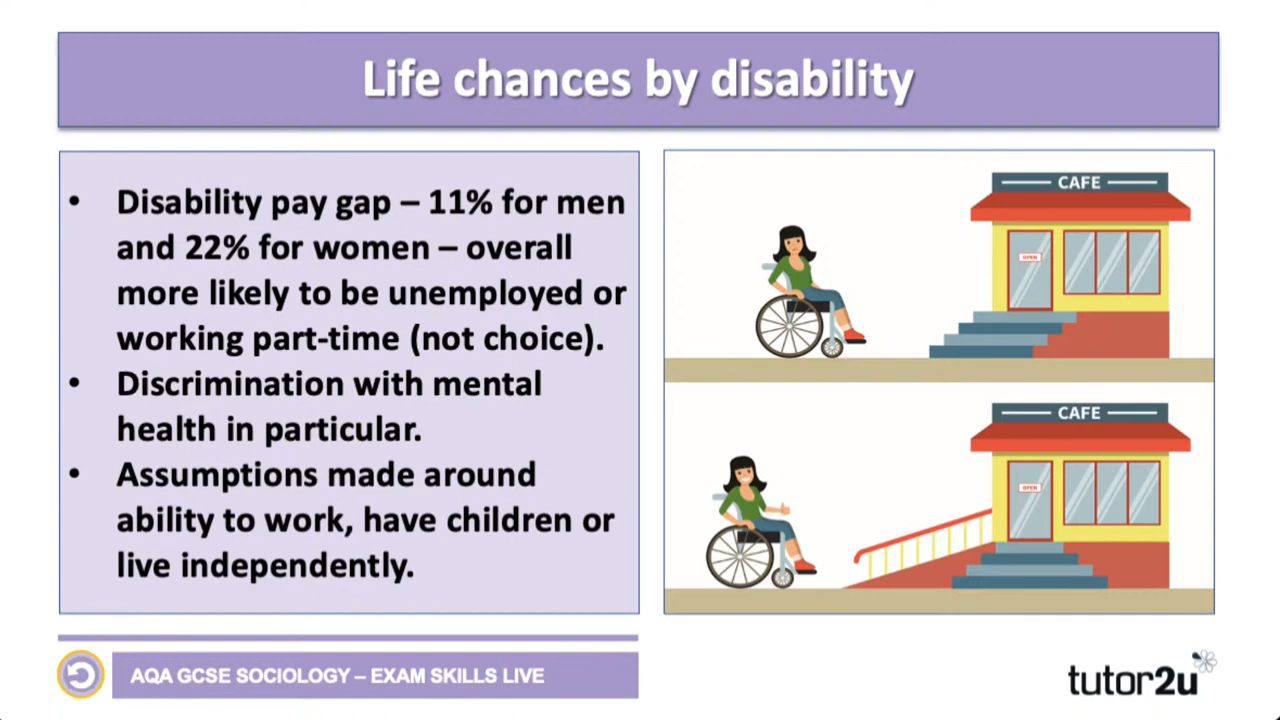 Life chances by disability
• Disability pay gap – 11% for men
and 22% for women – overall
more likely to be unemployed or
working part-time (not choice).
• Discrimination with mental
health in particular.
• Assumptions made around
ability to work, have children or
live independently.
CAFE
OPEN
CAFE
OPEN
AQA GCSE SOCIOLOGY – EXAM SKILLS LIVE
tutor2u